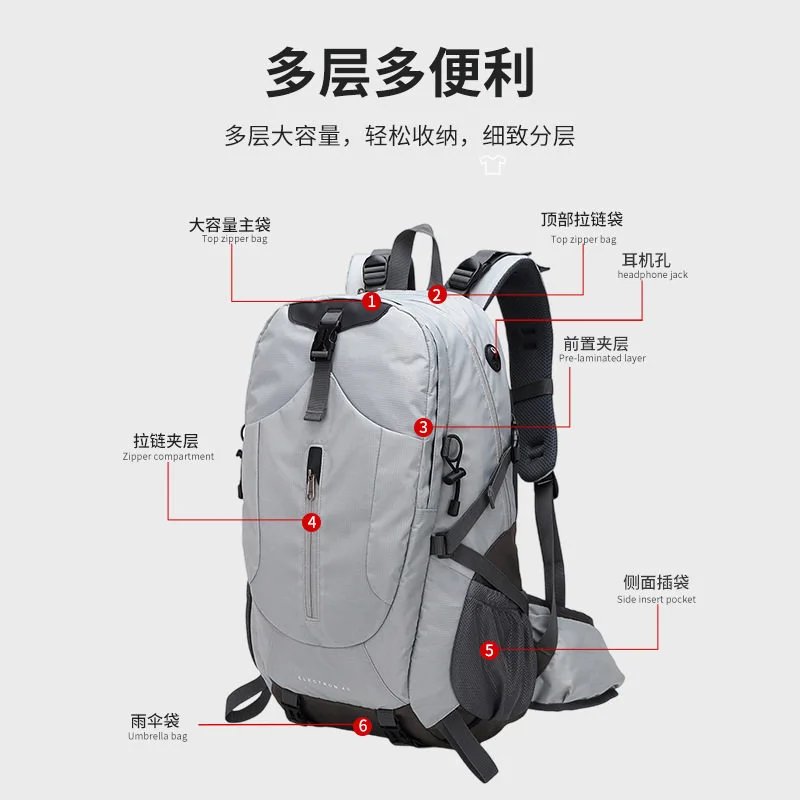 多层多便利
多层大容量，轻松收纳，细致分层
大容量主袋
Top zipper bag
顶部拉链袋
Top zipper bag
耳机孔
headphone jack
1
2
前置夹层
Pre-laminated layer
3
拉链夹层
Zipper compartment
4
侧面插袋
Side insert pocket
5
ELECTRON 40
雨伞袋
Umbrella bag
6